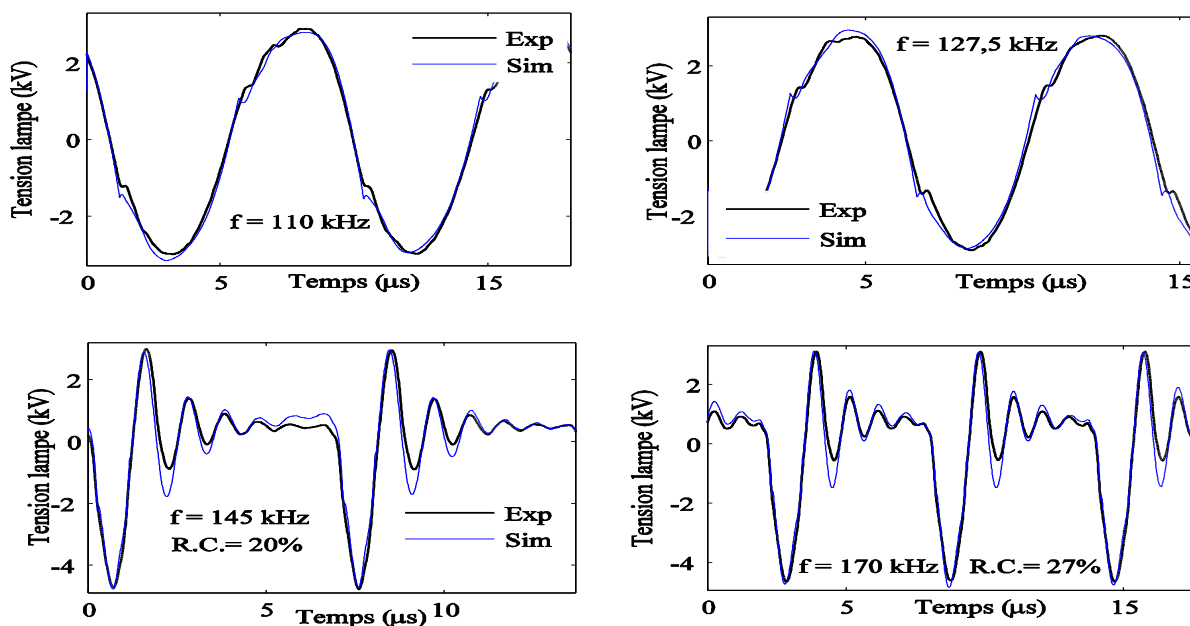 Tension lampe (kV)
2
0
-2
Exp
Sim
f = 110 kHz
0
5
Temps (µs)
15
Tension lampe (kV)
2
0
-2
f = 127,5 kHz
Exp
Sim
0
5
Temps (µs)
15
Tension lampe (kV)
2
0
-2
-4
f = 145 kHz
R.C.= 20%
Exp
Sim
0
5
Temps (µs)
10
Tension lampe (kV)
2
0
-2
-4
f = 170 kHz R.C.= 27%
0
5
Temps (µs)
15